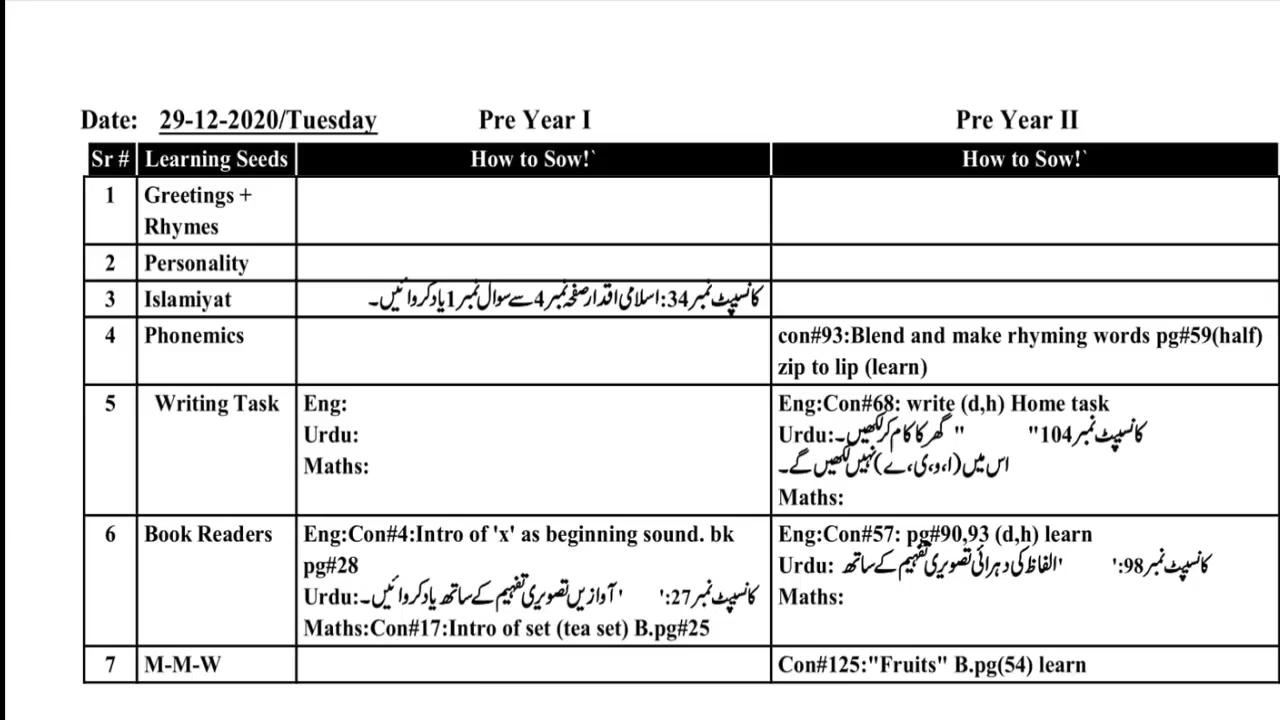 Date: 29-12-2020/Tuesday Pre Year I Pre Year II
Sr # Learning Seeds How to Sow!` How to Sow!`
1 Greetings +
Rhymes
2 Personality
3 Islamiyat کانسیپٹ نمبر34:اسلامی اقدار صفحہ نمبر4 سے سوال نمبر1 یاد کروائیں۔
4 Phonemics
con#93:Blend and make rhyming words pg#59(half)
zip to lip (learn)
5 Writing Task
Eng:
Urdu:
Maths:
Eng:Con#68: write (d,h) Home task
Urdu:کانسیپٹ نمبر104" " گھر کا کام کر لکھیں۔
اس میں(ا،و،ی،ے)نہیں لکھیں گے۔
Maths:
6 Book Readers
Eng:Con#4:Intro of 'x' as beginning sound. bk
pg#28
Urdu:کانسیپٹ نمبر27:' ' آوازیں تصویری تفہیم کے ساتھ یاد کروائیں۔
Maths:Con#17:Intro of set (tea set) B.pg#25
Eng:Con#57: pg#90,93 (d,h) learn
Urdu: کانسیپٹ نمبر98:' 'الفاظ کی دہرائی تصویری تفہیم کے ساتھ
Maths:
7 M-M-W
Con#125:"Fruits" B.pg(54) learn